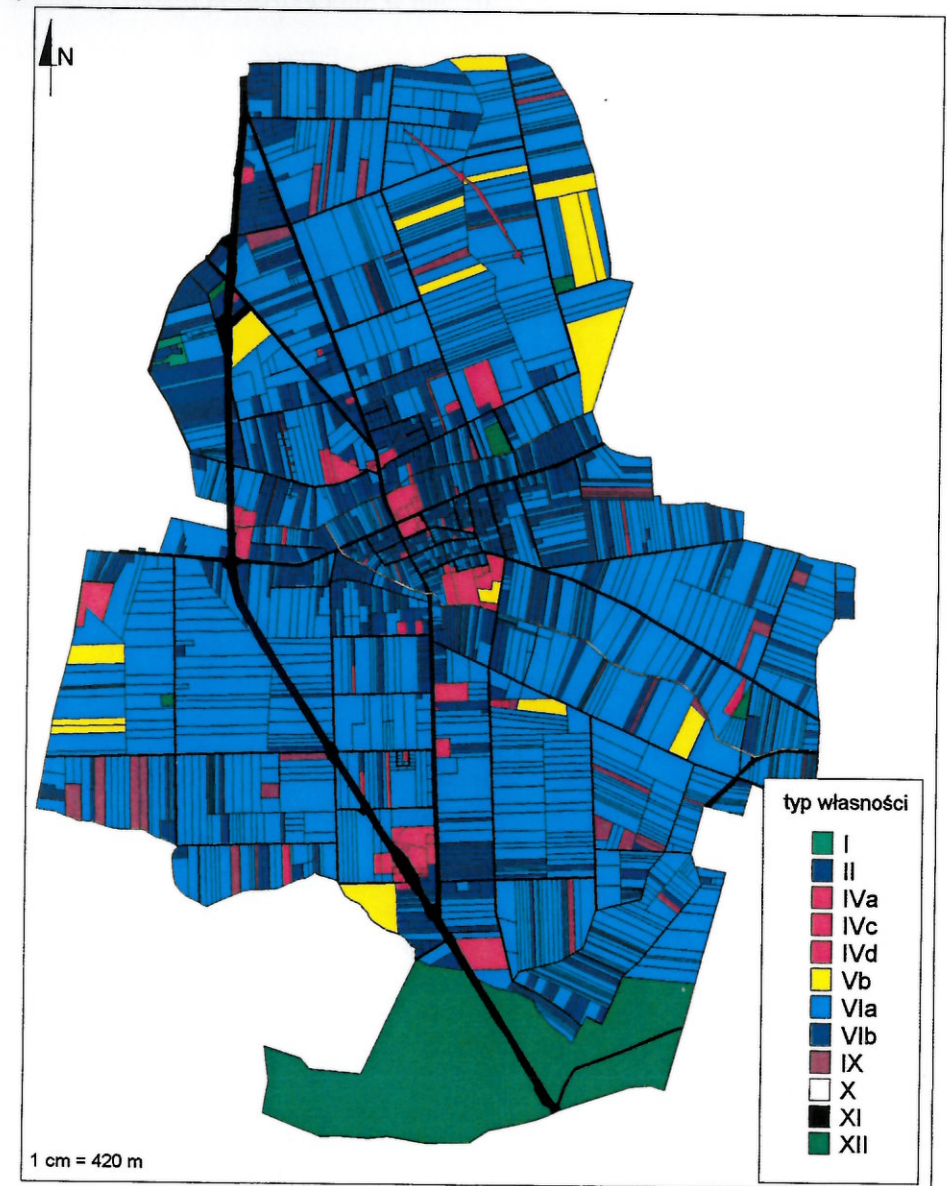 N
typ własności
I
II
IVa
IVc
IVd
Vb
VIa
VIb
IX
X
XI
XII
1 cm = 420 m